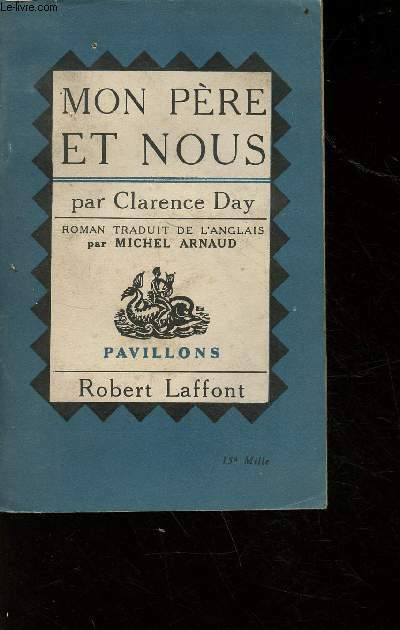 Le-livre.com
MON PÈRE
ET NOUS
par Clarence Day
ROMAN TRADUIT DE L'ANGLAIS
par MICHEL ARNAUD
PAVILLONS
Robert Laffont
15e Mille